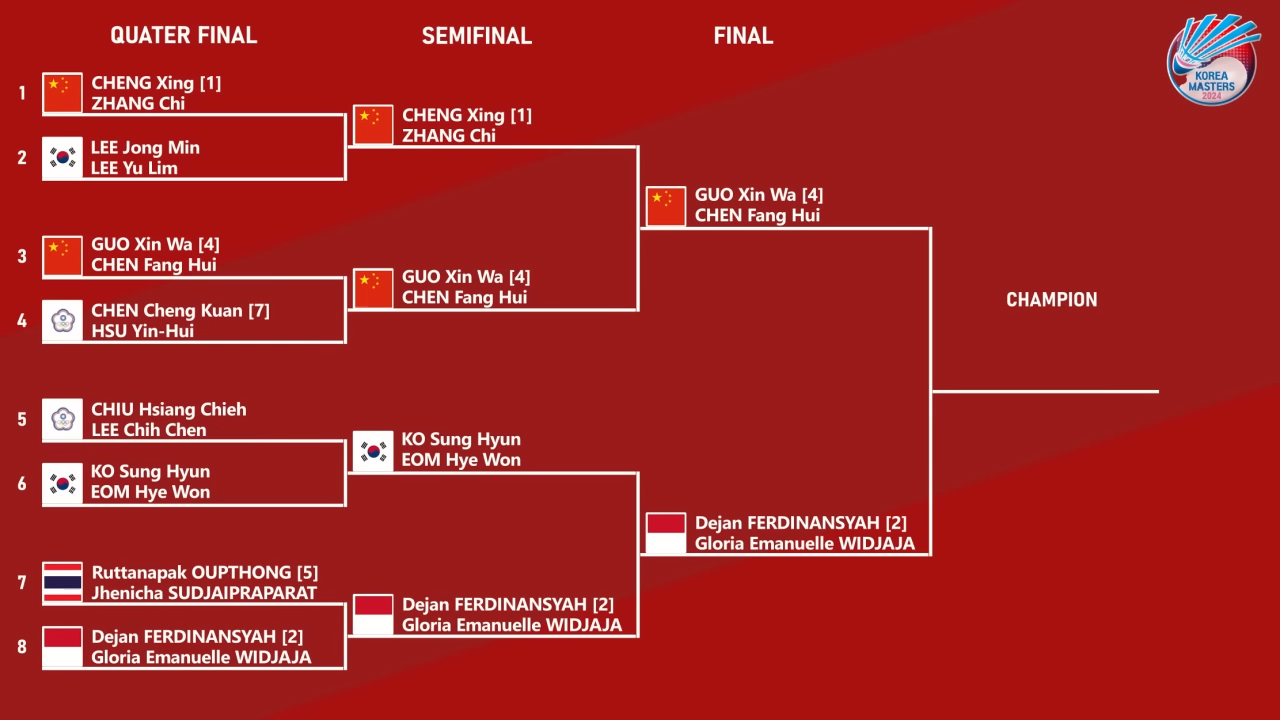 QUATER FINAL
SEMIFINAL
FINAL
KOREA
MASTERS
2024
1
CHENG Xing [1]
ZHANG Chi
2
LEE Jong Min
LEE Yu Lim
3
GUO Xin Wa [4]
CHEN Fang Hui
4
CHEN Cheng Kuan [7]
HSU Yin-Hui
5
CHIU Hsiang Chieh
LEE Chih Chen
6
KO Sung Hyun
EOM Hye Won
7
Ruttanapak OUPTHONG [5]
Jhenicha SUDJAIPRAPARAT
8
Dejan FERDINANSYAH [2]
Gloria Emanuelle WIDJAJA
CHENG Xing [1]
ZHANG Chi
GUO Xin Wa [4]
CHEN Fang Hui
KO Sung Hyun
EOM Hye Won
Dejan FERDINANSYAH [2]
Gloria Emanuelle WIDJAJA
GUO Xin Wa [4]
CHEN Fang Hui
Dejan FERDINANSYAH [2]
Gloria Emanuelle WIDJAJA
CHAMPION